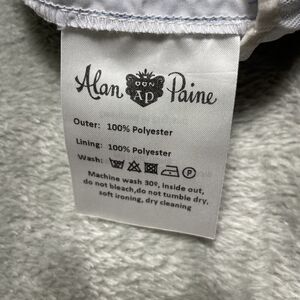 Alan AP Paine
Outer: 100% Polyester
Lining: 100% Polyester
Wash:
Machine wash 30º, Inside out,
do not bleach,do not tumble dry,
soft ironing, dry cleaning